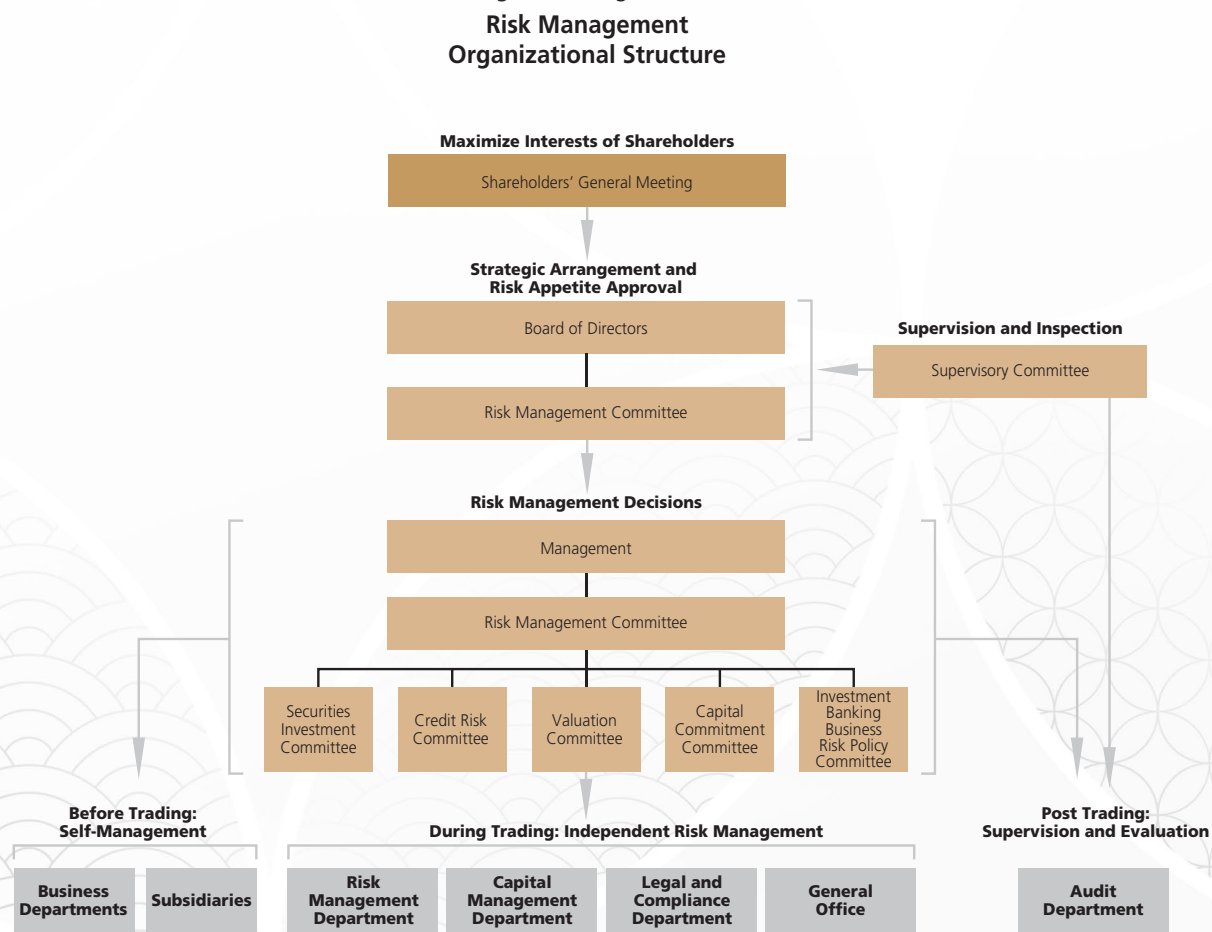 Risk Management
Organizational Structure
Maximize Interests of Shareholders
Shareholders’ General Meeting
Strategic Arrangement and
Risk Appetite Approval
Board of Directors
Supervision and Inspection
Supervisory Committee
Risk Management Committee
Risk Management Decisions
Management
Risk Management Committee
Securities
Investment
Committee
Credit Risk
Committee
Valuation
Committee
Capital
Commitment
Committee
Investment
Banking
Business
Risk Policy
Committee
Before Trading:
Self-Management
During Trading: Independent Risk Management
Post Trading:
Supervision and Evaluation
Business
Departments
Subsidiaries
Risk
Management
Department
Capital
Management
Department
Legal and
Compliance
Department
General
Office
Audit
Department